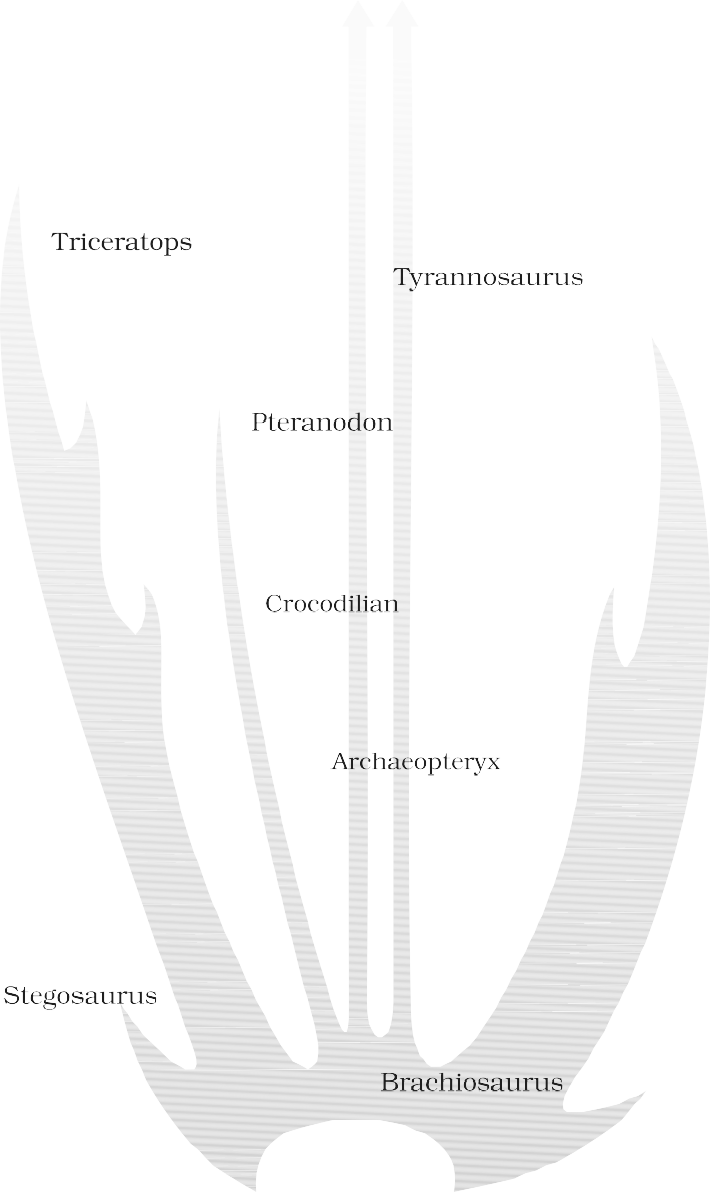 Triceratops
Tyrannosaurus
Pteranodon
Crocodilian
Archaeopteryx
Stegosaurus
Brachiosaurus